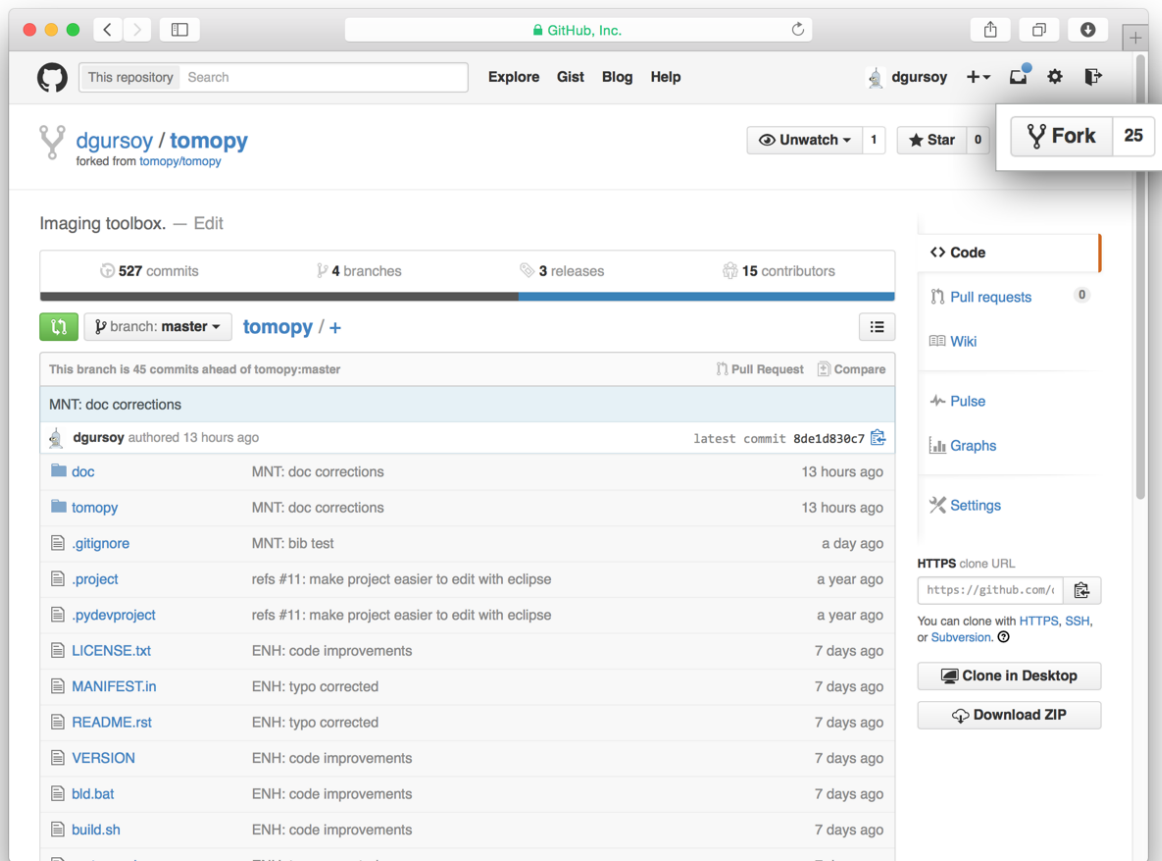 GitHub, Inc.
This repository Search Explore Gist Blog Help dgursoy
dgursoy / tomopy
forked from tomopy/tomopy
Unwatch 1 Star 0 Fork 25
Imaging toolbox. — Edit
527 commits 4 branches 3 releases 15 contributors
branch: master tomopy / +
This branch is 45 commits ahead of tomopy:master Pull Request Compare
MNT: doc corrections
dgursoy authored 13 hours ago latest commit 8de1d830c7
doc MNT: doc corrections 13 hours ago
tomopy MNT: doc corrections 13 hours ago
.gitignore MNT: bib test a day ago
.project refs #11: make project easier to edit with eclipse a year ago
.pydevproject refs #11: make project easier to edit with eclipse a year ago
LICENSE.txt ENH: code improvements 7 days ago
MANIFEST.in ENH: typo corrected 7 days ago
README.rst ENH: typo corrected 7 days ago
VERSION ENH: code improvements 7 days ago
bld.bat ENH: code improvements 7 days ago
build.sh ENH: code improvements 7 days ago
Code
Pull requests 0
Wiki
Pulse
Graphs
Settings
HTTPS clone URL
https://github.com/
You can clone with HTTPS, SSH,
or Subversion.
Clone in Desktop
Download ZIP